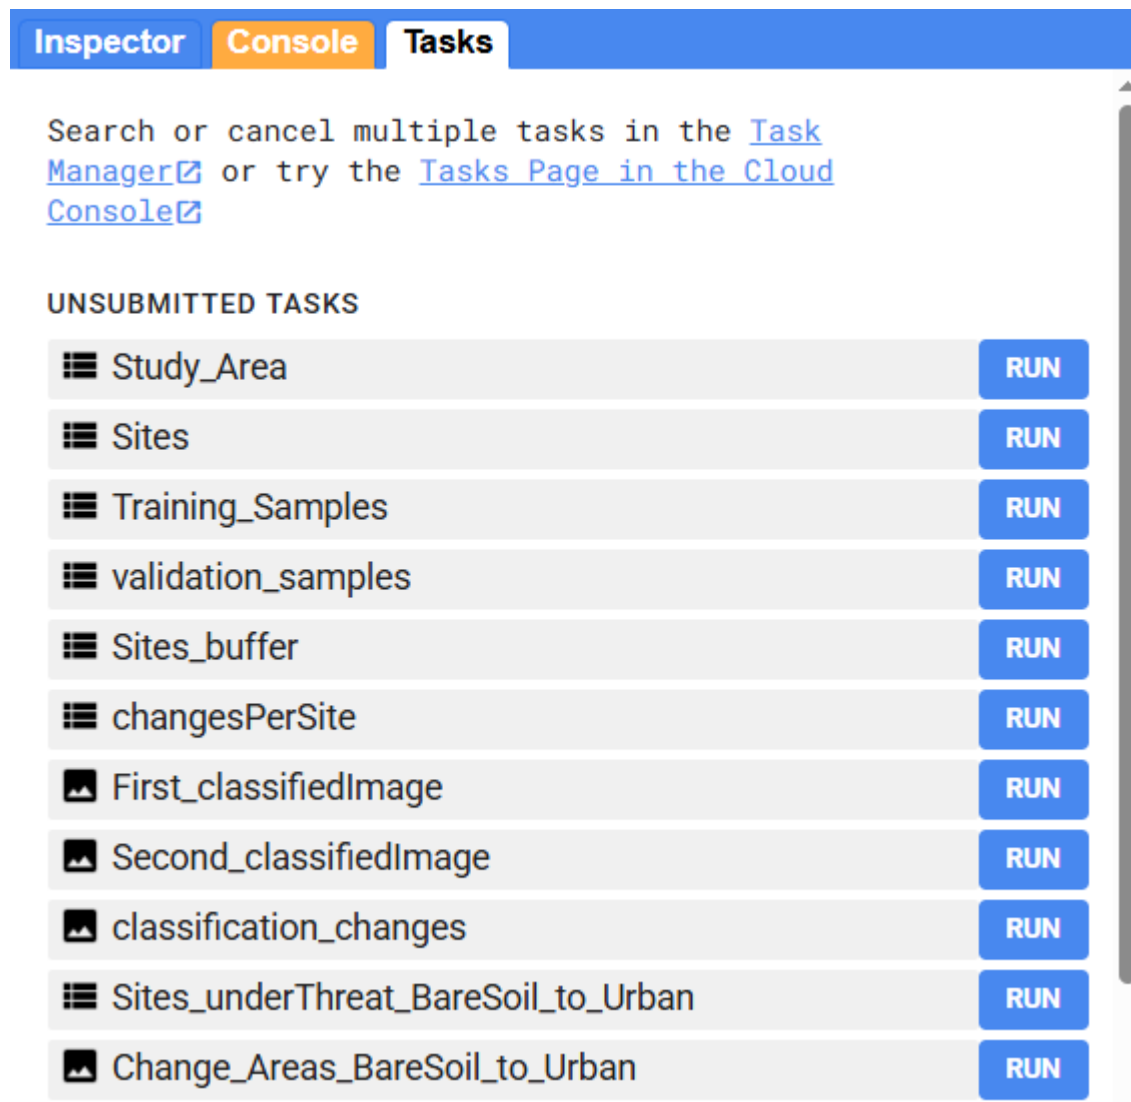 Inspector Console Tasks
Search or cancel multiple tasks in the Task
Manager or try the Tasks Page in the Cloud
Console
UNSUBMITTED TASKS
Study_Area RUN
Sites RUN
Training_Samples RUN
validation_samples RUN
Sites_buffer RUN
changesPerSite RUN
First_classifiedImage RUN
Second_classifiedImage RUN
classification_changes RUN
Sites_underThreat_BareSoil_to_Urban RUN
Change_Areas_BareSoil_to_Urban RUN